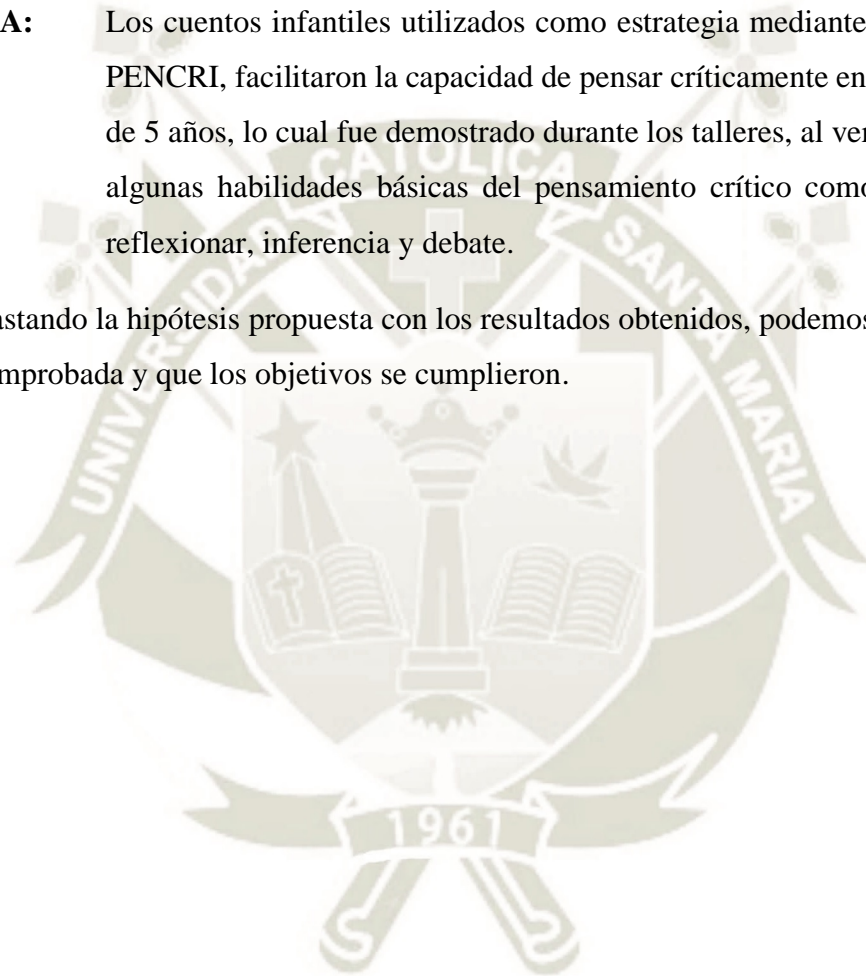 A: Los cuentos infantiles utilizados como estrategia mediante
PENCRI, facilitaron la capacidad de pensar críticamente en
de 5 años, lo cual fue demostrado durante los talleres, al ver
algunas habilidades básicas del pensamiento crítico como
reflexionar, inferencia y debate.
astando la hipótesis propuesta con los resultados obtenidos, podemos
mprobada y que los objetivos se cumplieron.
UNIVERSIDAD CATOLICA SANTA MARIA
1961